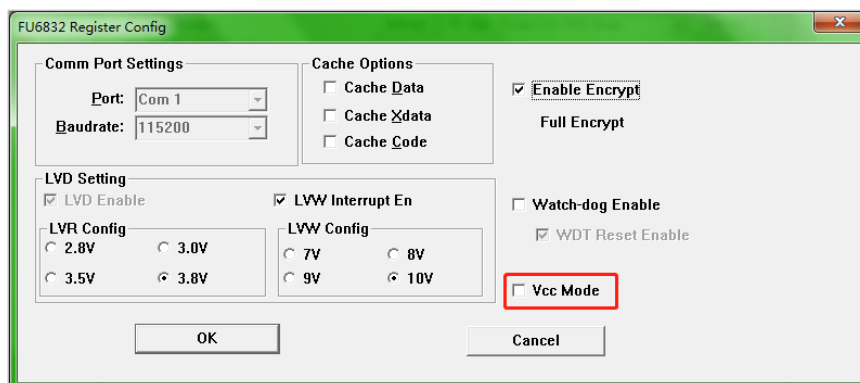 FU6832 Register Config
Comm Port Settings
Port: Com 1
Baudrate: 115200
Cache Options
Cache Data
Cache Xdata
Cache Code
Enable Encrypt
Full Encrypt
LVD Setting
LVD Enable
LVW Interrupt En
LVR Config
2.8V 3.0V
3.5V 3.8V
LVW Config
7V 8V
9V 10V
Watch-dog Enable
WDT Reset Enable
Vcc Mode
OK
Cancel